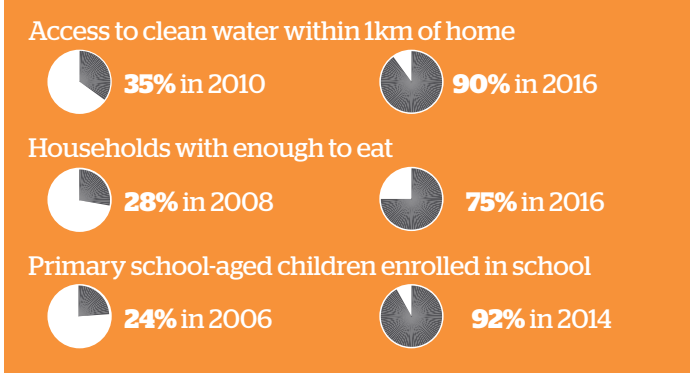 Access to clean water within 1km of home
35% in 2010 90% in 2016
Households with enough to eat
28% in 2008 75% in 2016
Primary school-aged children enrolled in school
24% in 2006 92% in 2014